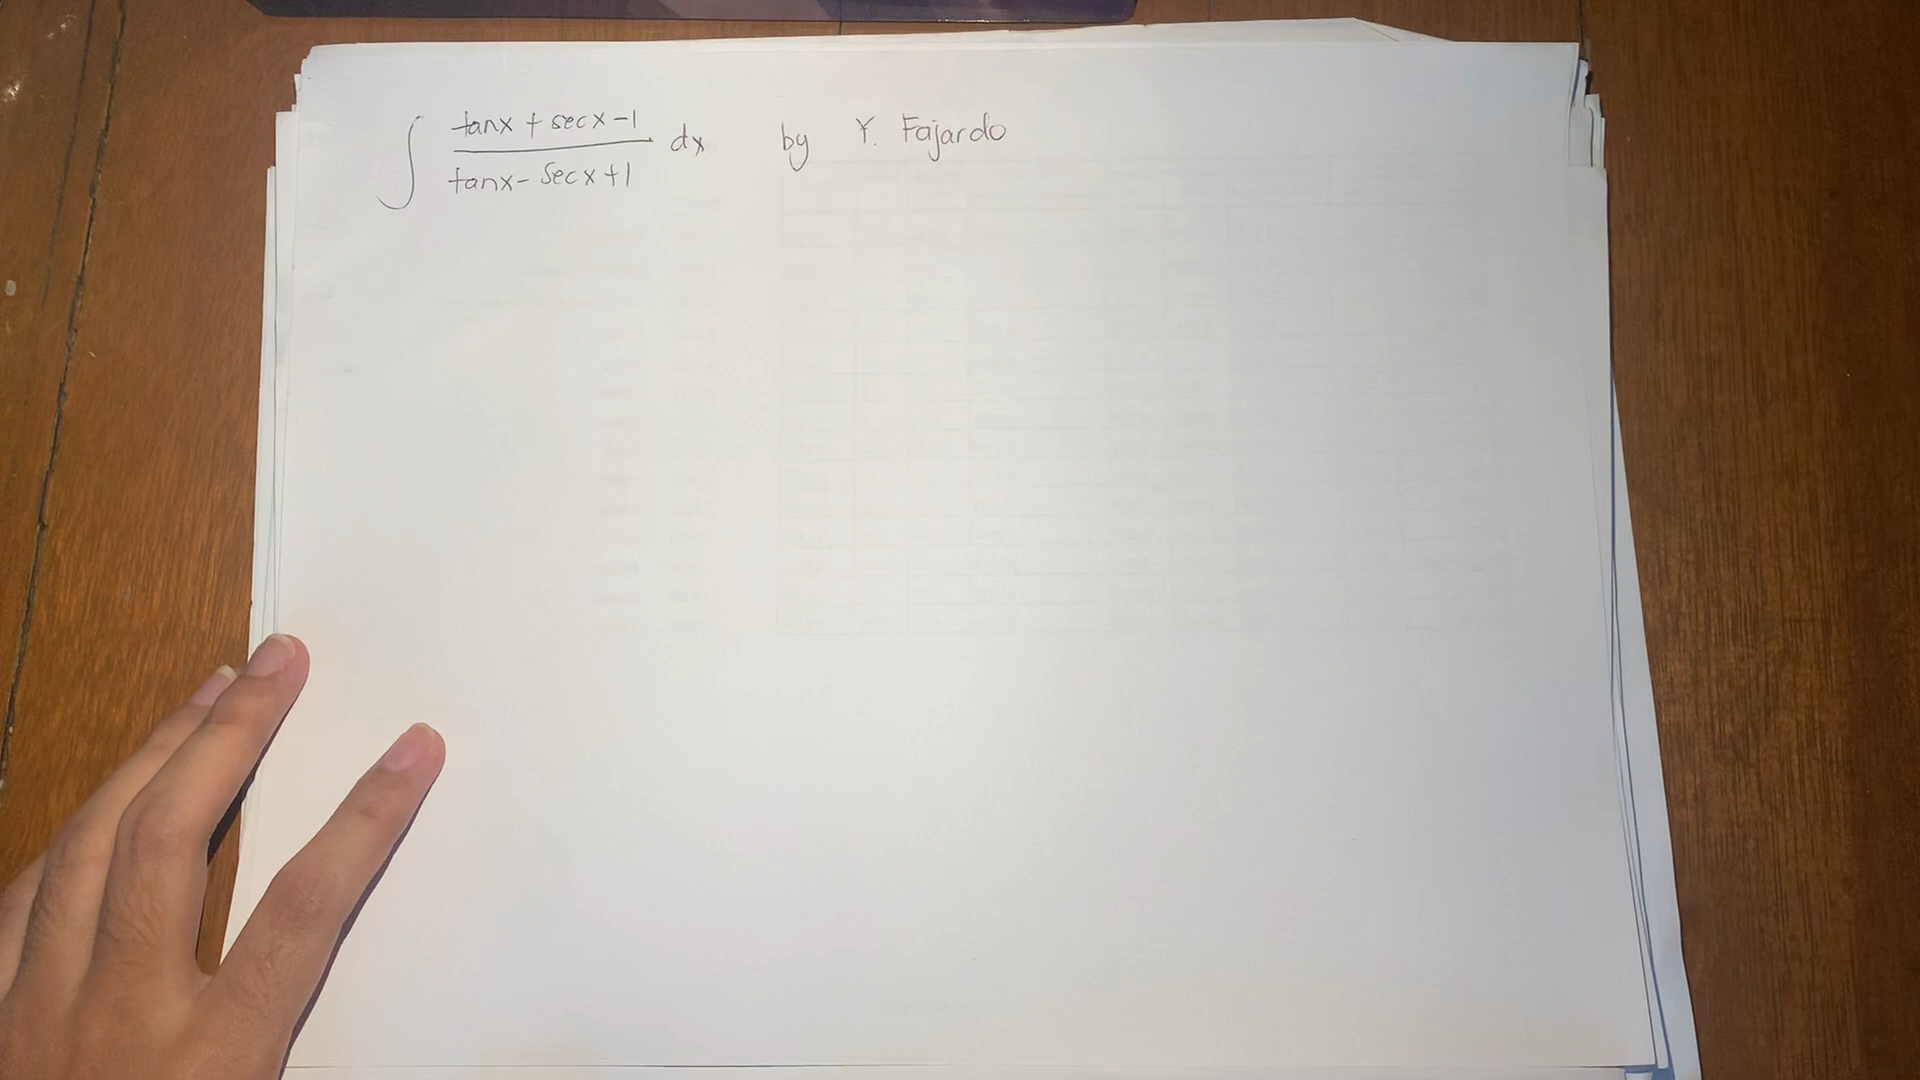 ∫ (tanx + secx - 1)/(tanx - secx + 1) dx by Y. Fajardo